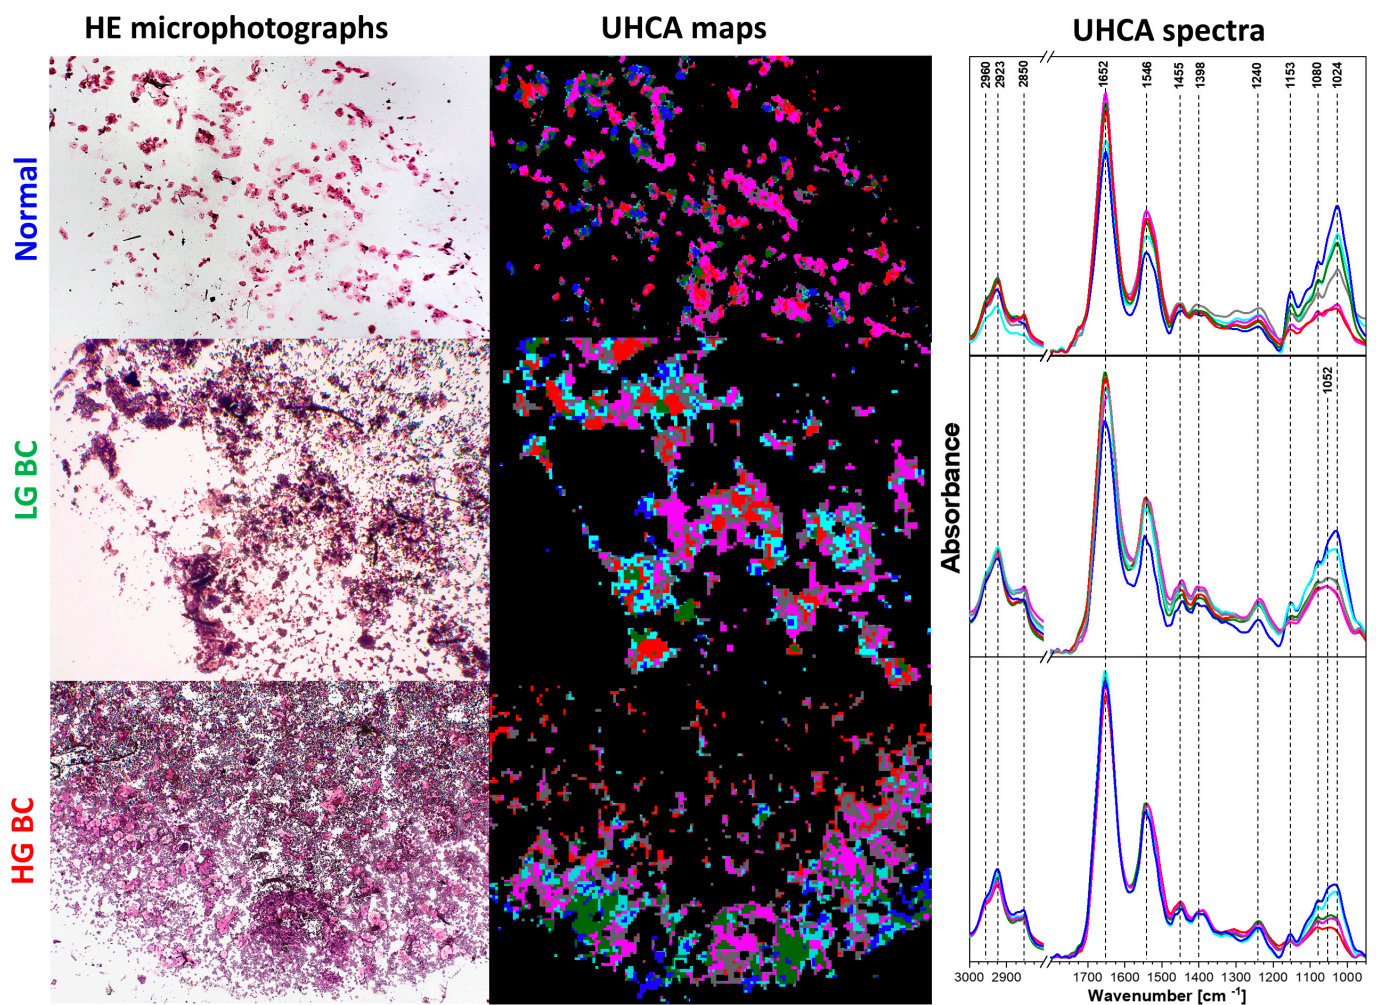 HE microphotographs
UHCA maps
UHCA spectra
Normal
LG BC
HG BC
2960
2923
2850
1652
1546
1455
1398
1240
1153
1080
1024
1052
Absorbance
3000 2900 1700 1600 1500 1400 1300 1200 1100 1000
Wavenumber [cm ⁻¹]